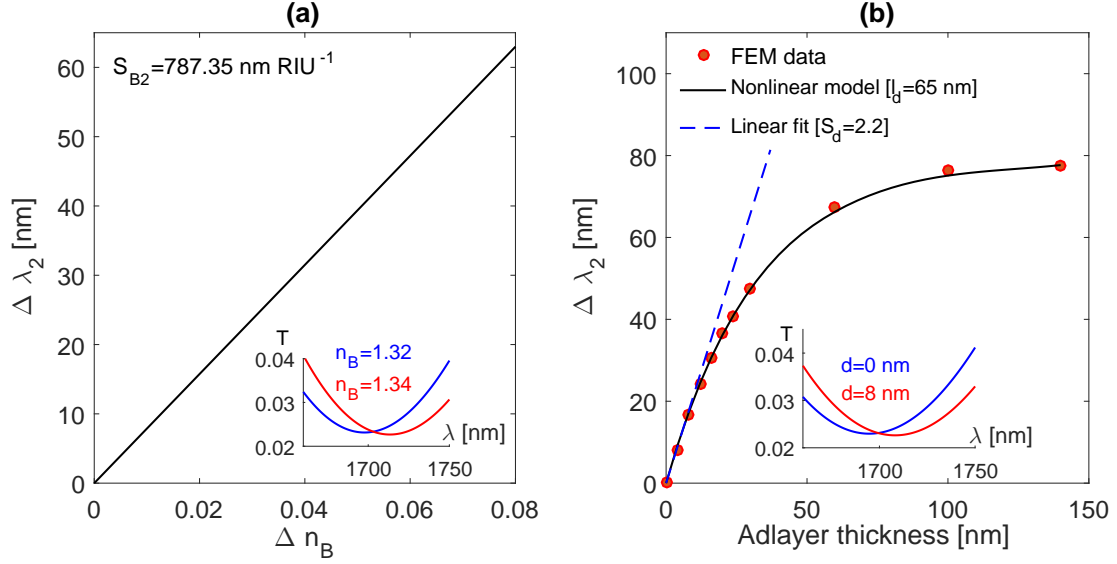 (a)
S_B2=787.35 nm RIU^-1
60
50
40
30
20
10
0
Δ λ_2 [nm]
0
0.02
0.04
0.06
0.08
Δ n_B
T
0.04
0.03
0.02
n_B=1.32
n_B=1.34
λ [nm]
1700
1750
(b)
FEM data
Nonlinear model [l_d=65 nm]
Linear fit [S_d=2.2]
100
80
60
40
20
0
Δ λ_2 [nm]
0
50
100
150
Adlayer thickness [nm]
T
0.04
0.03
0.02
d=0 nm
d=8 nm
λ [nm]
1700
1750